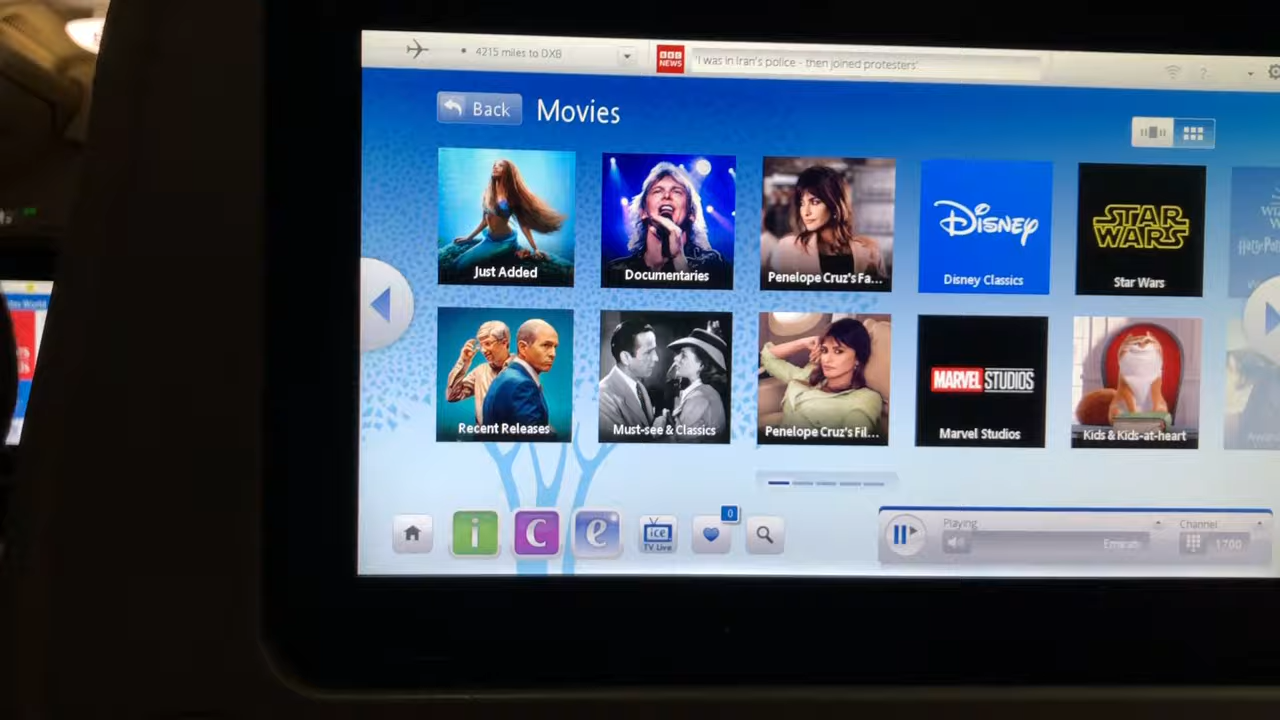 4215 miles to DXB
BBC
NEWS
'I was in Iran's police - then joined protesters'
?
Back
Movies
Just Added
Documentaries
Penelope Cruz's Fa...
Disney
Disney Classics
STAR
WARS
Star Wars
Recent Releases
Must-see & Classics
Penelope Cruz's Fil...
MARVEL STUDIOS
Marvel Studios
Kids & Kids-at-heart
i
C
e
ice
TV Live
0
Playing
Channel
1700